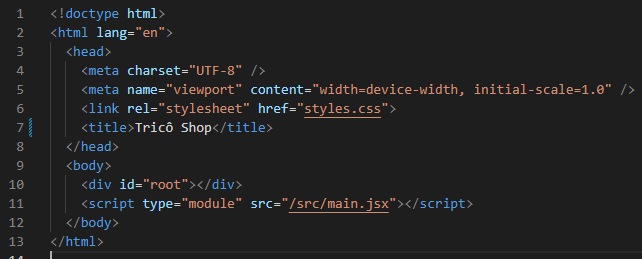 1 <!doctype html>
2 <html lang="en">
3 <head>
4 <meta charset="UTF-8" />
5 <meta name="viewport" content="width=device-width, initial-scale=1.0" />
6 <link rel="stylesheet" href="styles.css">
7 <title>Tricô Shop</title>
8 </head>
9 <body>
10 <div id="root"></div>
11 <script type="module" src="/src/main.jsx"></script>
12 </body>
13 </html>
14